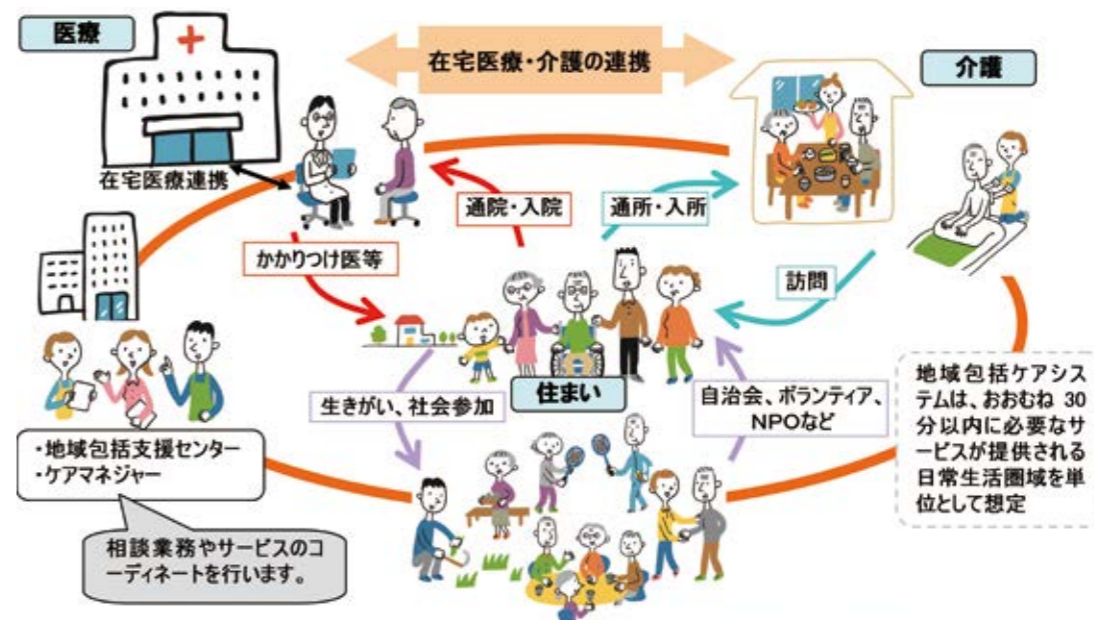 医療
在宅医療・介護の連携
介護
在宅医療連携
通院・入院
通所・入所
かかりつけ医等
訪問
住まい
生きがい、社会参加
自治会、ボランティア、
NPOなど
・地域包括支援センター
・ケアマネジャー
相談業務やサービスのコ
ーディネートを行います。
地域包括ケアシス
テムは、おおむね 30
分以内に必要なサ
ービスが提供される
日常生活圏域を単
位として想定